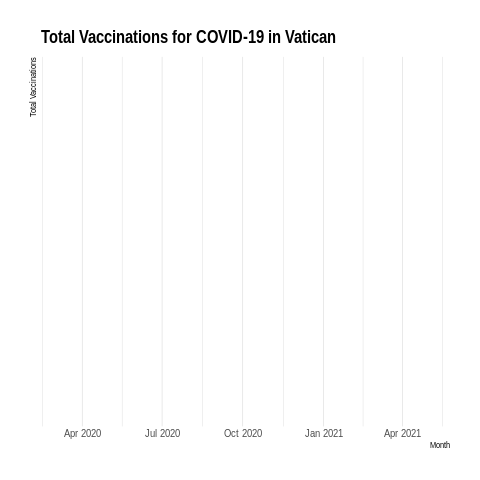 Total Vaccinations for COVID-19 in Vatican
Total Vaccinations
Apr 2020 Jul 2020 Oct 2020 Jan 2021 Apr 2021
Month